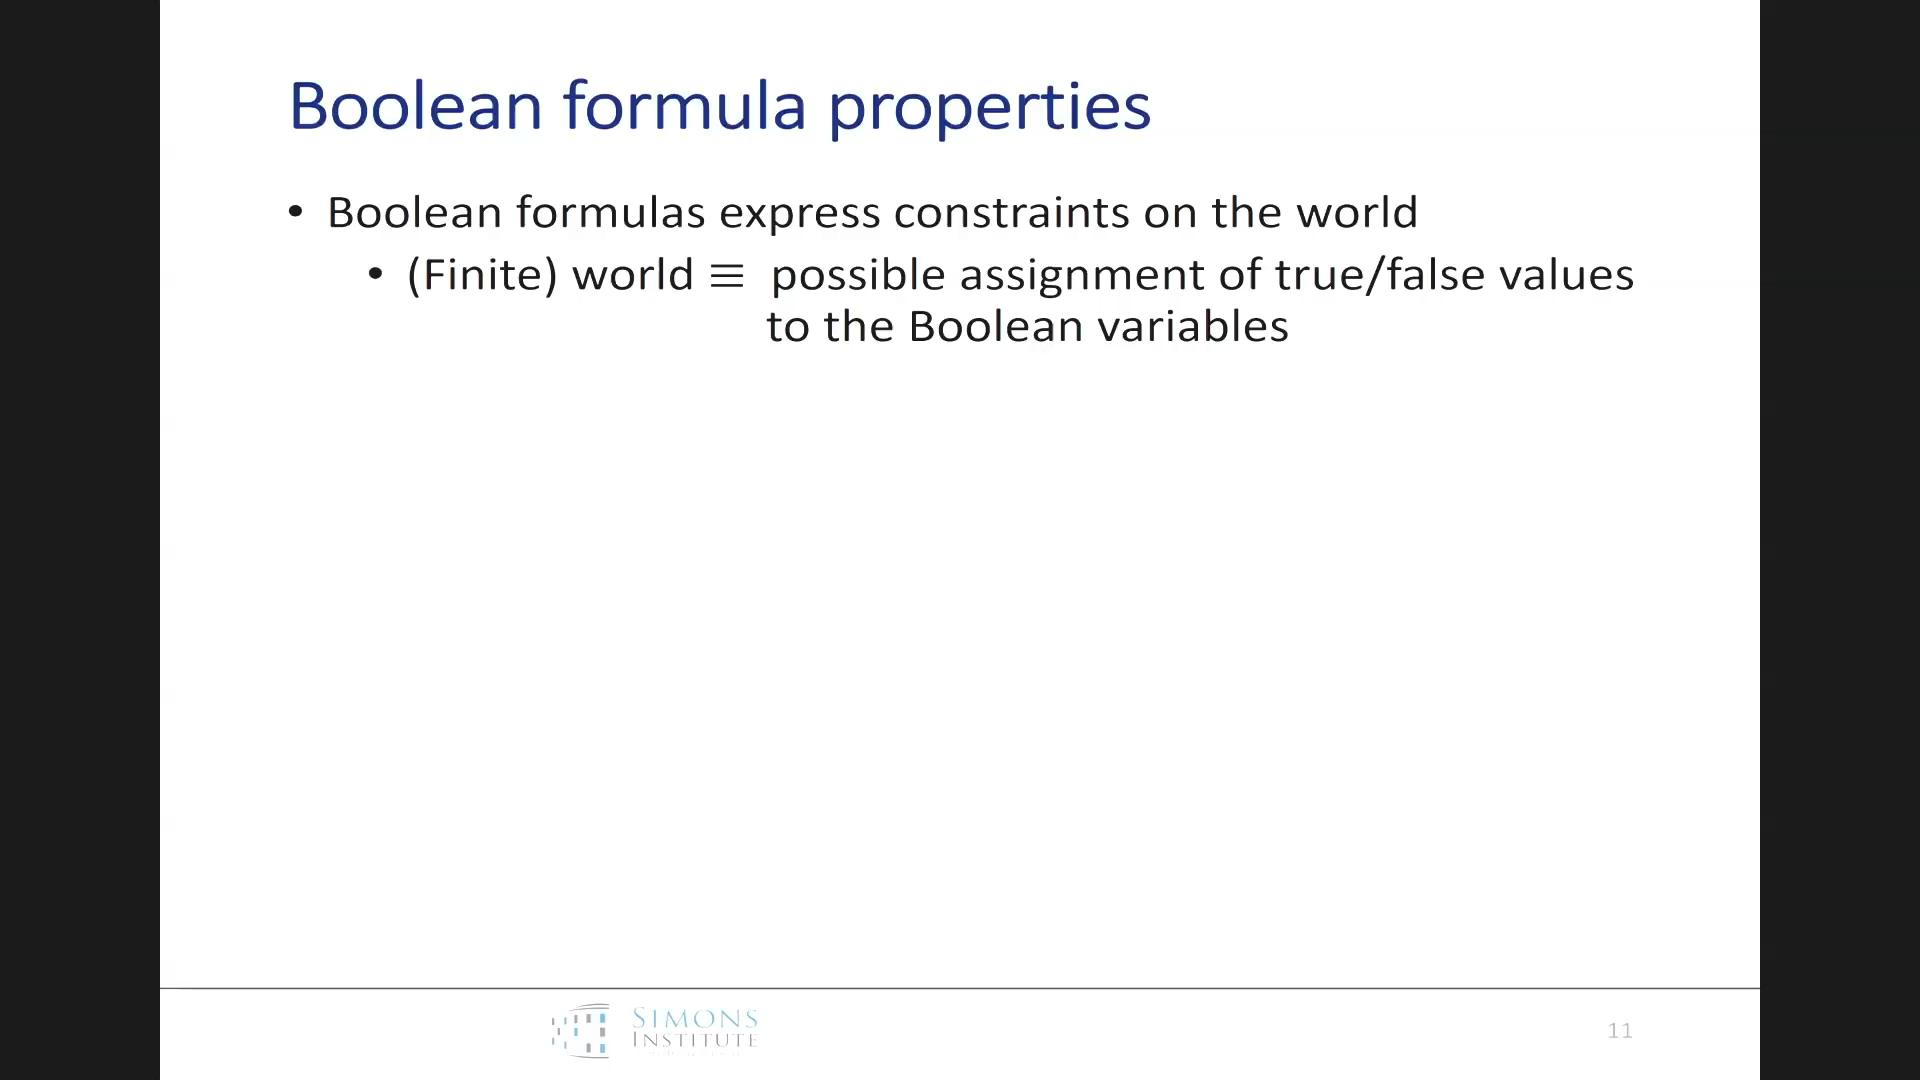 Boolean formula properties
• Boolean formulas express constraints on the world
• (Finite) world ≡ possible assignment of true/false values
to the Boolean variables
SIMONS
INSTITUTE
11